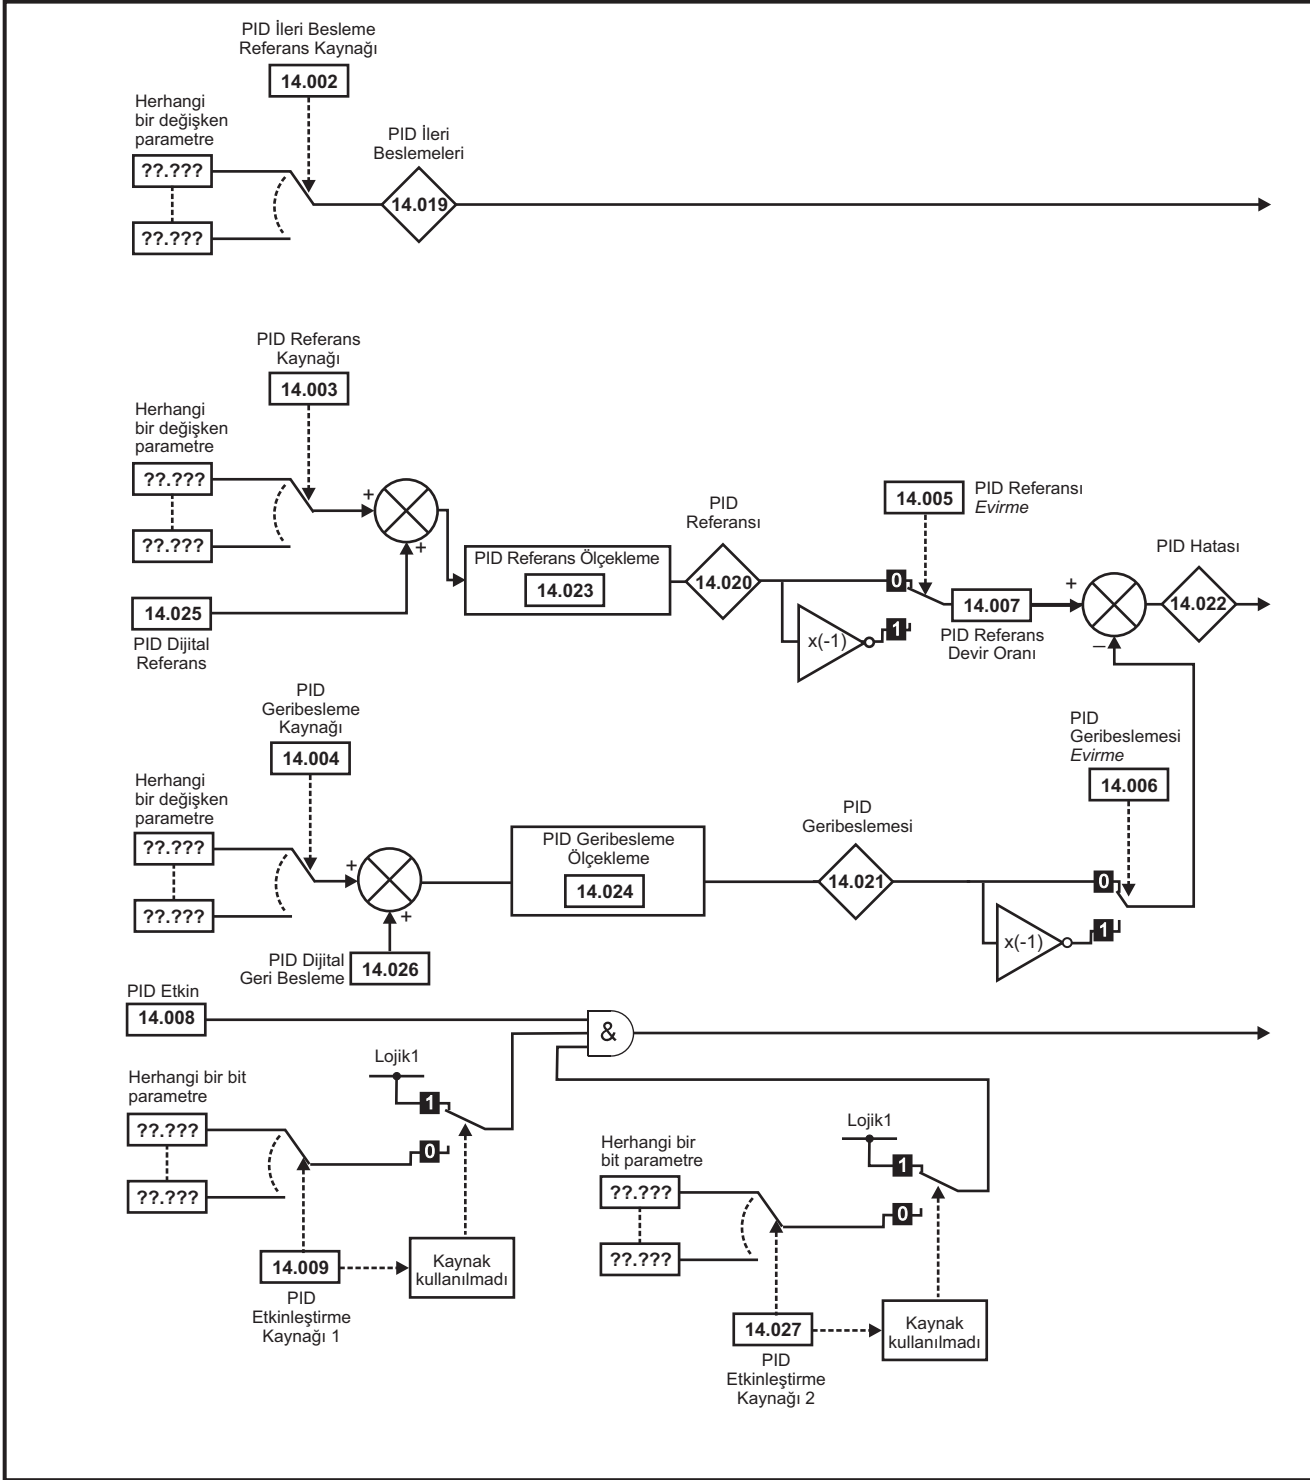 PID İleri Besleme
Referans Kaynağı
14.002
Herhangi
bir değişken
parametre
??.???
??.???
PID İleri
Beslemeleri
14.019
PID Referans
Kaynağı
14.003
Herhangi
bir değişken
parametre
??.???
??.???
+
+
14.025
PID Dijital
Referans
PID Referans Ölçekleme
14.023
PID
Referansı
14.020
x(-1)
0
1
14.005
PID Referansı
Evirme
14.007
PID Referans
Devir Oranı
+
–
PID Hatası
14.022
PID
Geribesleme
Kaynağı
14.004
Herhangi
bir değişken
parametre
??.???
??.???
+
+
PID Dijital
Geri Besleme
14.026
PID Geribesleme
Ölçekleme
14.024
PID
Geribeslemesi
14.021
x(-1)
0
1
PID
Geribeslemesi
Evirme
14.006
PID Etkin
14.008
&
Herhangi bir bit
parametre
??.???
??.???
Lojik1
1
0
14.009
PID
Etkinleştirme
Kaynağı 1
Kaynak
kullanılmadı
Herhangi bir
bit parametre
??.???
??.???
Lojik1
1
0
14.027
PID
Etkinleştirme
Kaynağı 2
Kaynak
kullanılmadı